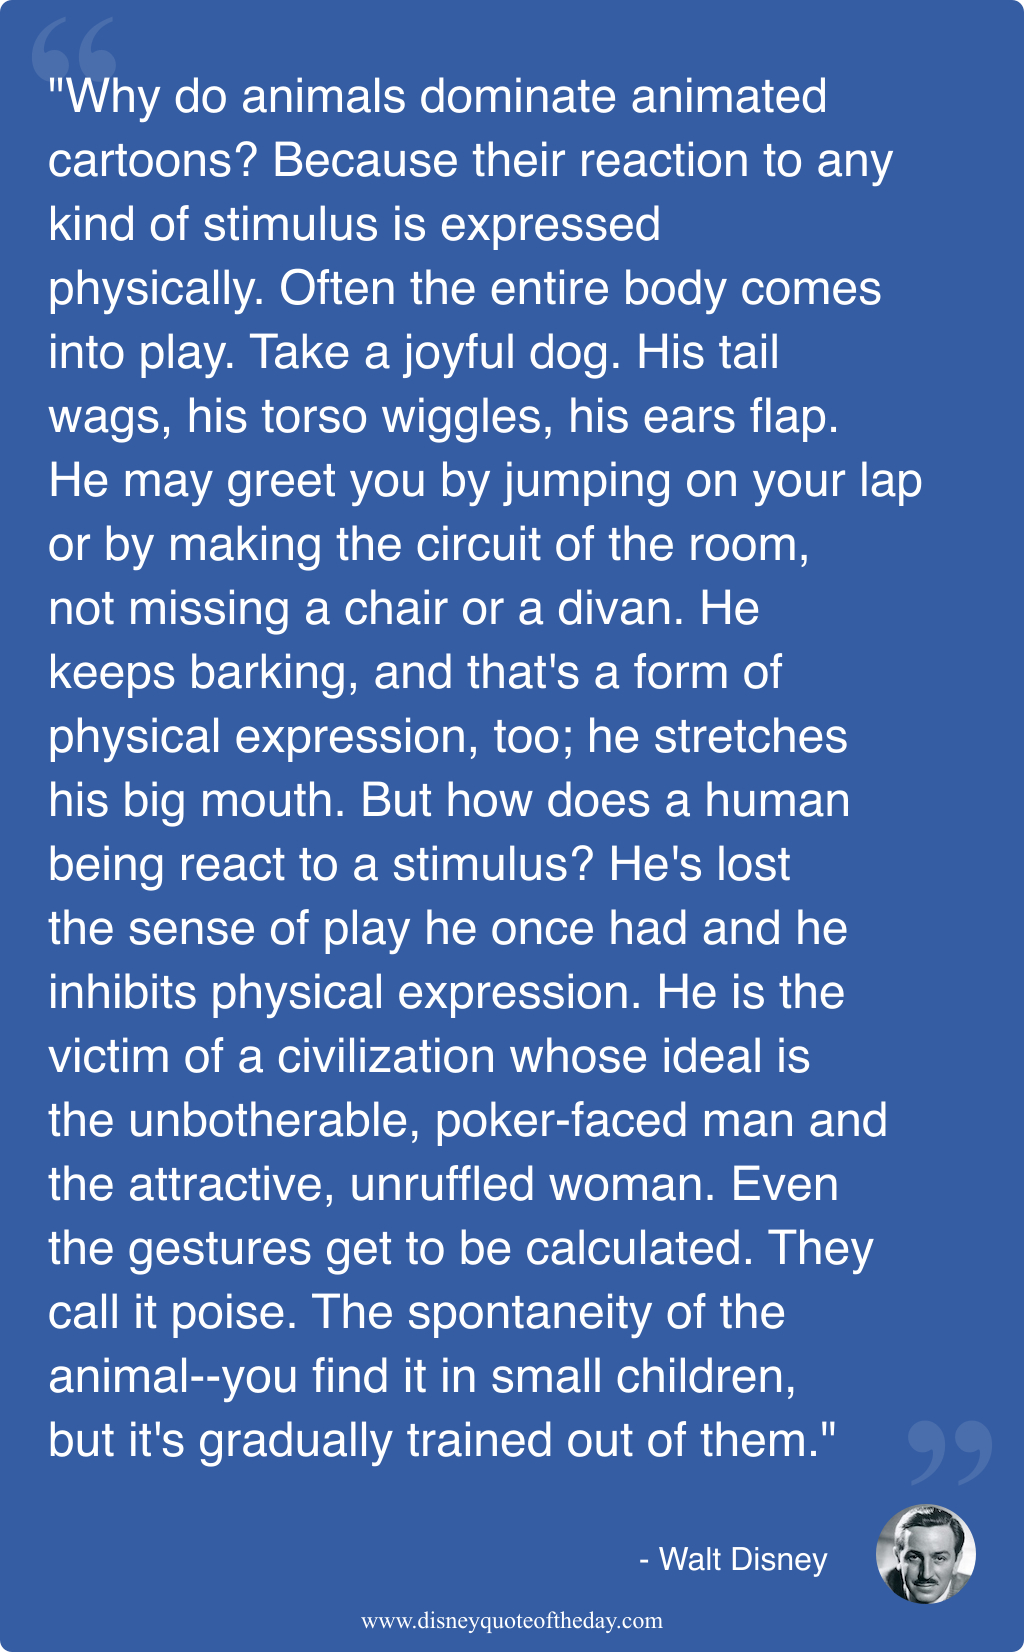 "Why do animals dominate animated
cartoons? Because their reaction to any
kind of stimulus is expressed
physically. Often the entire body comes
into play. Take a joyful dog. His tail
wags, his torso wiggles, his ears flap.
He may greet you by jumping on your lap
or by making the circuit of the room,
not missing a chair or a divan. He
keeps barking, and that's a form of
physical expression, too; he stretches
his big mouth. But how does a human
being react to a stimulus? He's lost
the sense of play he once had and he
inhibits physical expression. He is the
victim of a civilization whose ideal is
the unbotherable, poker-faced man and
the attractive, unruffled woman. Even
the gestures get to be calculated. They
call it poise. The spontaneity of the
animal--you find it in small children,
but it's gradually trained out of them."
- Walt Disney
www.disneyquoteoftheday.com